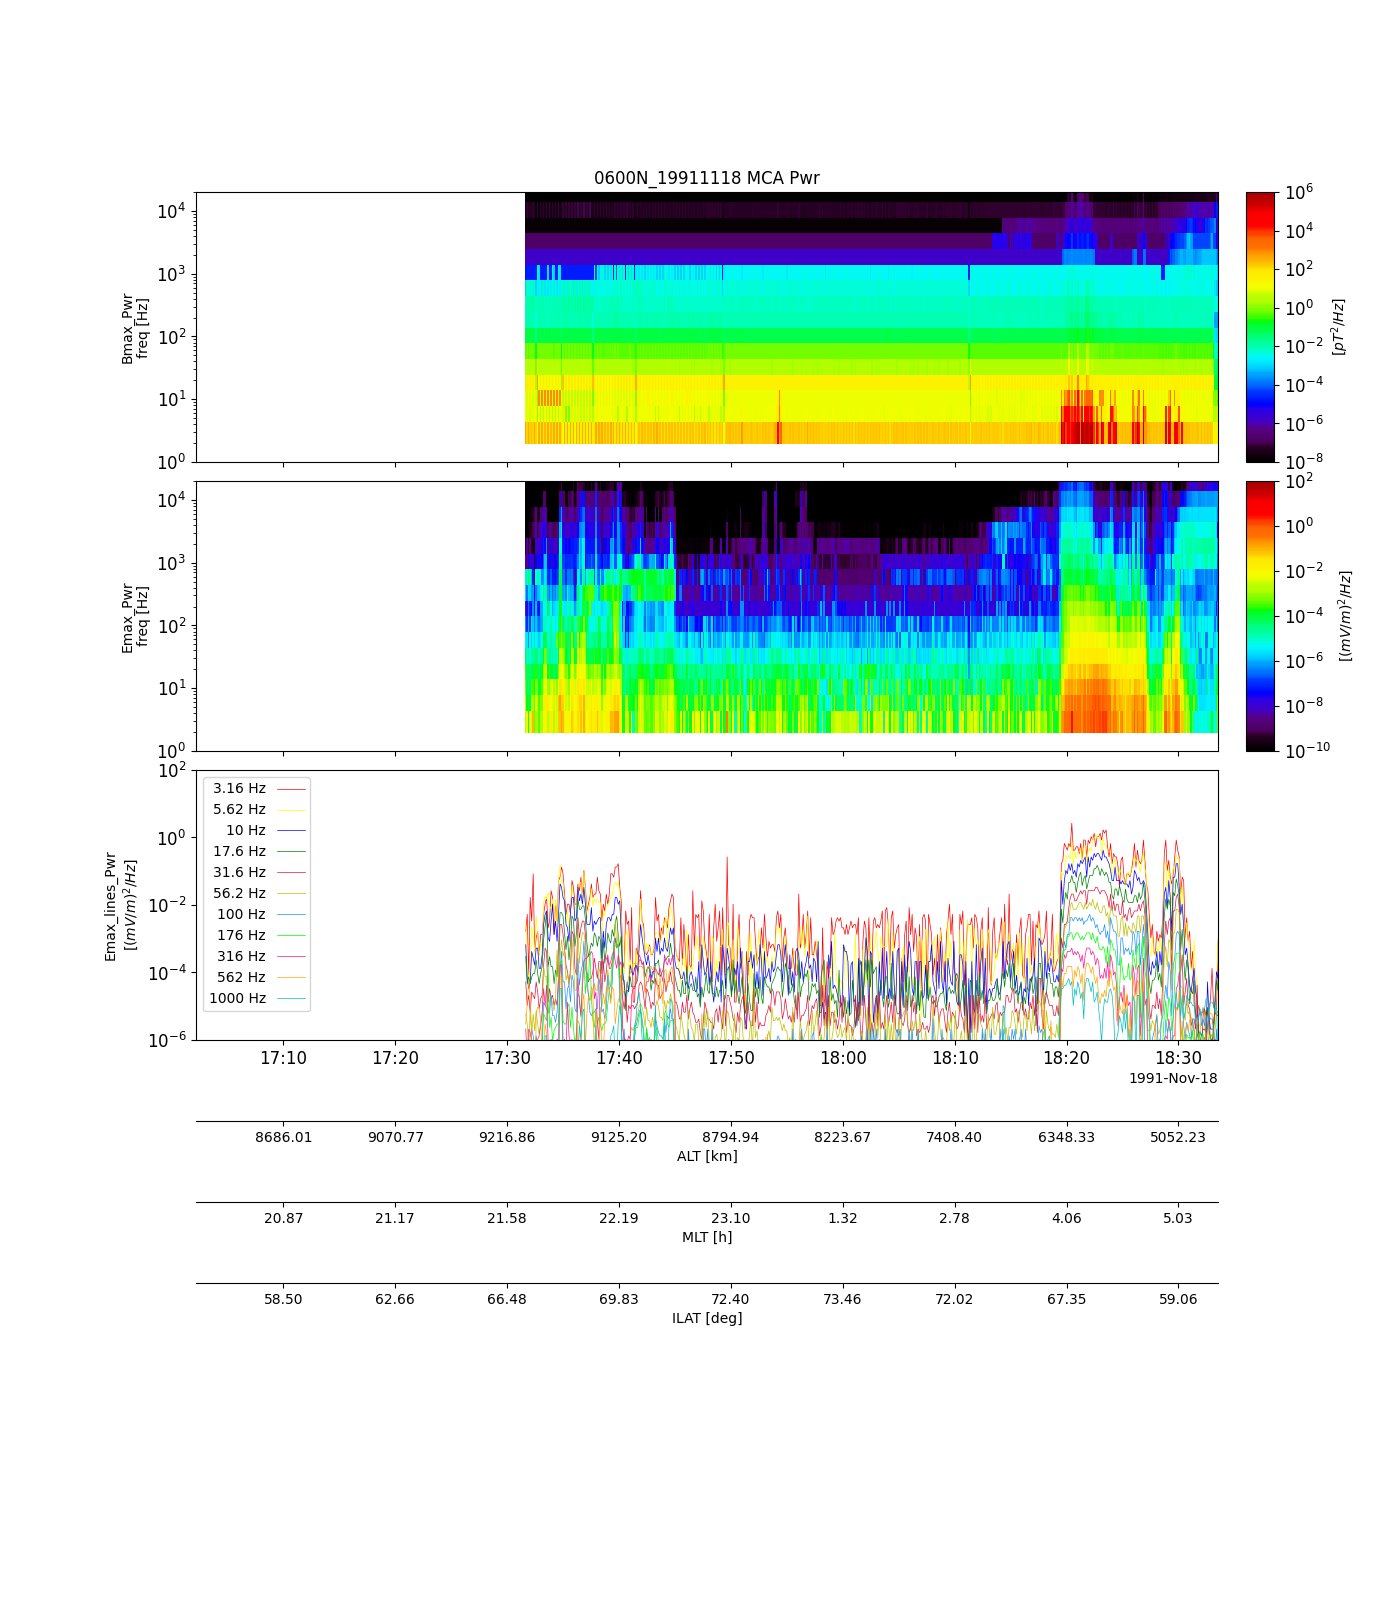 0600N_19911118 MCA Pwr
Bmax_Pwr
freq [Hz]
10^4
10^3
10^2
10^1
10^0
10^6
10^4
10^2
10^0
10^-2
10^-4
10^-6
10^-8
[pT^2/Hz]
Emax_Pwr
freq [Hz]
10^4
10^3
10^2
10^1
10^0
10^2
10^0
10^-2
10^-4
10^-6
10^-8
10^-10
[(mV/m)^2/Hz]
Emax_lines_Pwr
[(mV/m)^2/Hz]
10^2
10^0
10^-2
10^-4
10^-6
3.16 Hz
5.62 Hz
10 Hz
17.6 Hz
31.6 Hz
56.2 Hz
100 Hz
176 Hz
316 Hz
562 Hz
1000 Hz
17:10 17:20 17:30 17:40 17:50 18:00 18:10 18:20 18:30
1991-Nov-18
8686.01 9070.77 9216.86 9125.20 8794.94 8223.67 7408.40 6348.33 5052.23
ALT [km]
20.87 21.17 21.58 22.19 23.10 1.32 2.78 4.06 5.03
MLT [h]
58.50 62.66 66.48 69.83 72.40 73.46 72.02 67.35 59.06
ILAT [deg]